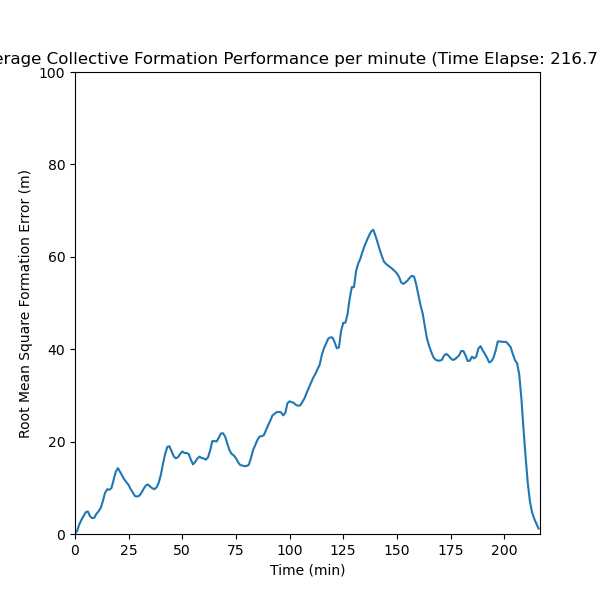 erage Collective Formation Performance per minute (Time Elapse: 216.7
100
80
60
40
20
0
Root Mean Square Formation Error (m)
0 25 50 75 100 125 150 175 200
Time (min)